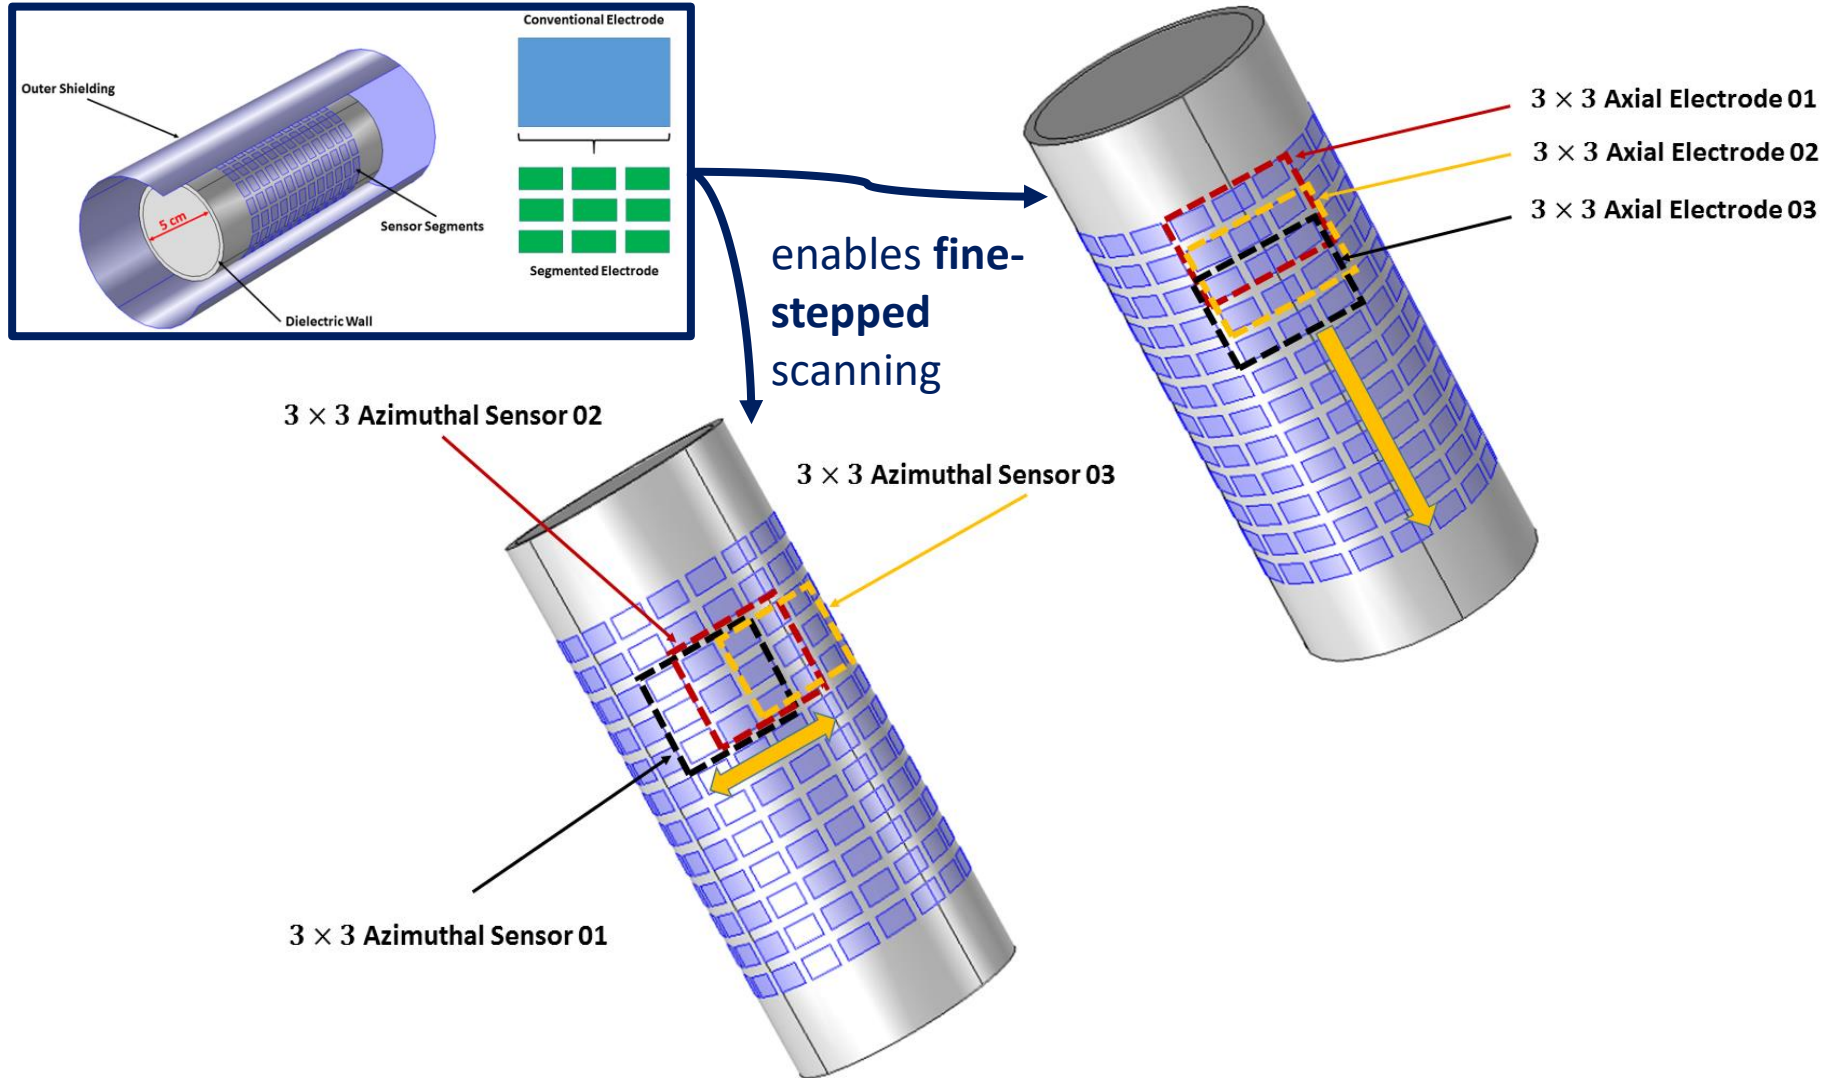 Conventional Electrode
Outer Shielding
5 cm
Sensor Segments
Segmented Electrode
Dielectric Wall
enables fine-
stepped
scanning
3 × 3 Axial Electrode 01
3 × 3 Axial Electrode 02
3 × 3 Axial Electrode 03
3 × 3 Azimuthal Sensor 02
3 × 3 Azimuthal Sensor 03
3 × 3 Azimuthal Sensor 01